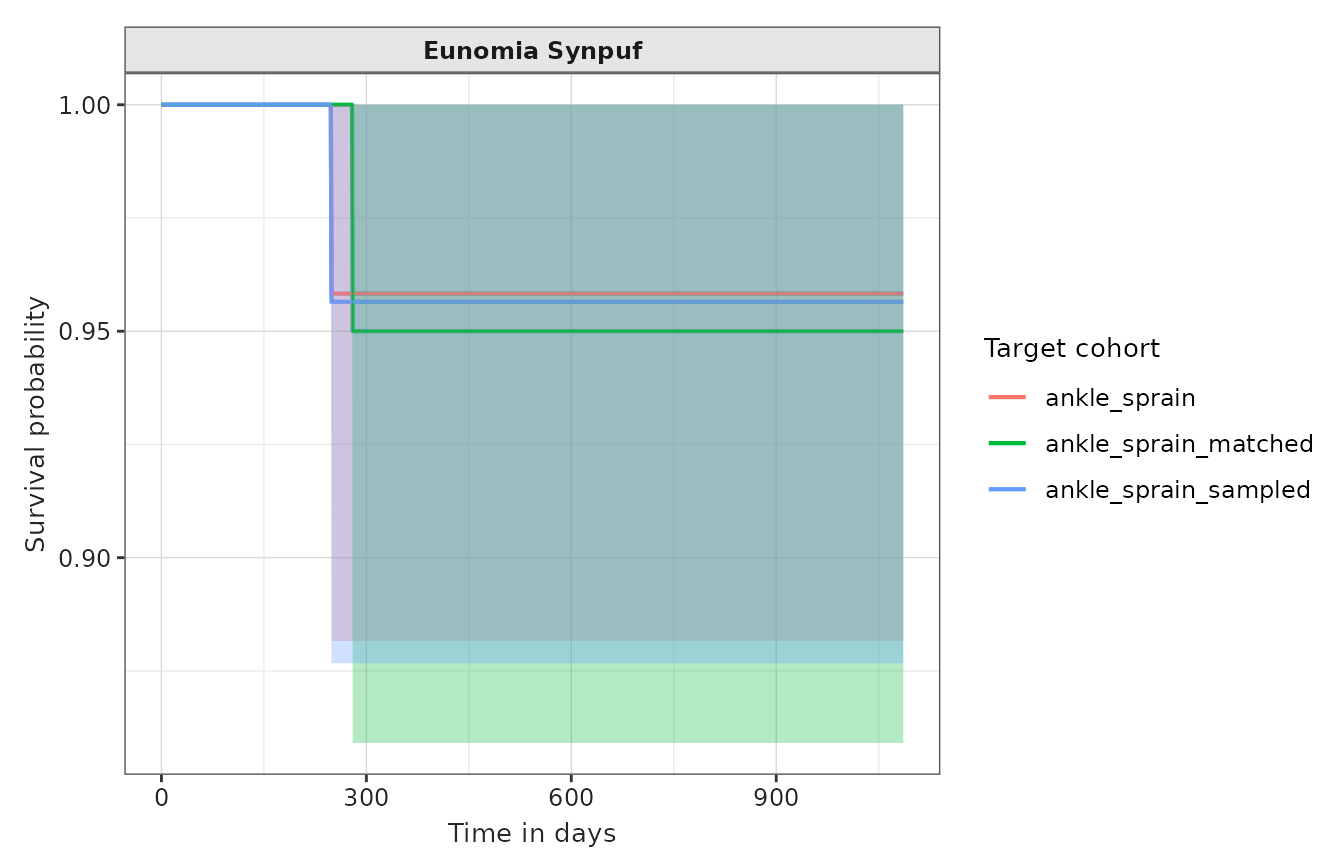 Eunomia Synpuf
1.00
0.95
0.90
Survival probability
0
300
600
900
Time in days
Target cohort
ankle_sprain
ankle_sprain_matched
ankle_sprain_sampled